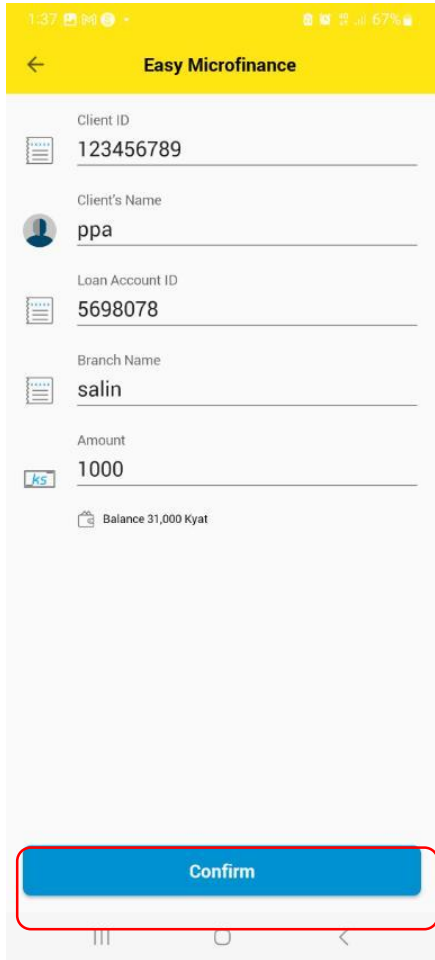 1:37
67%
Easy Microfinance
Client ID
123456789
Client's Name
ppa
Loan Account ID
5698078
Branch Name
salin
Amount
ks
1000
Balance 31,000 Kyat
Confirm